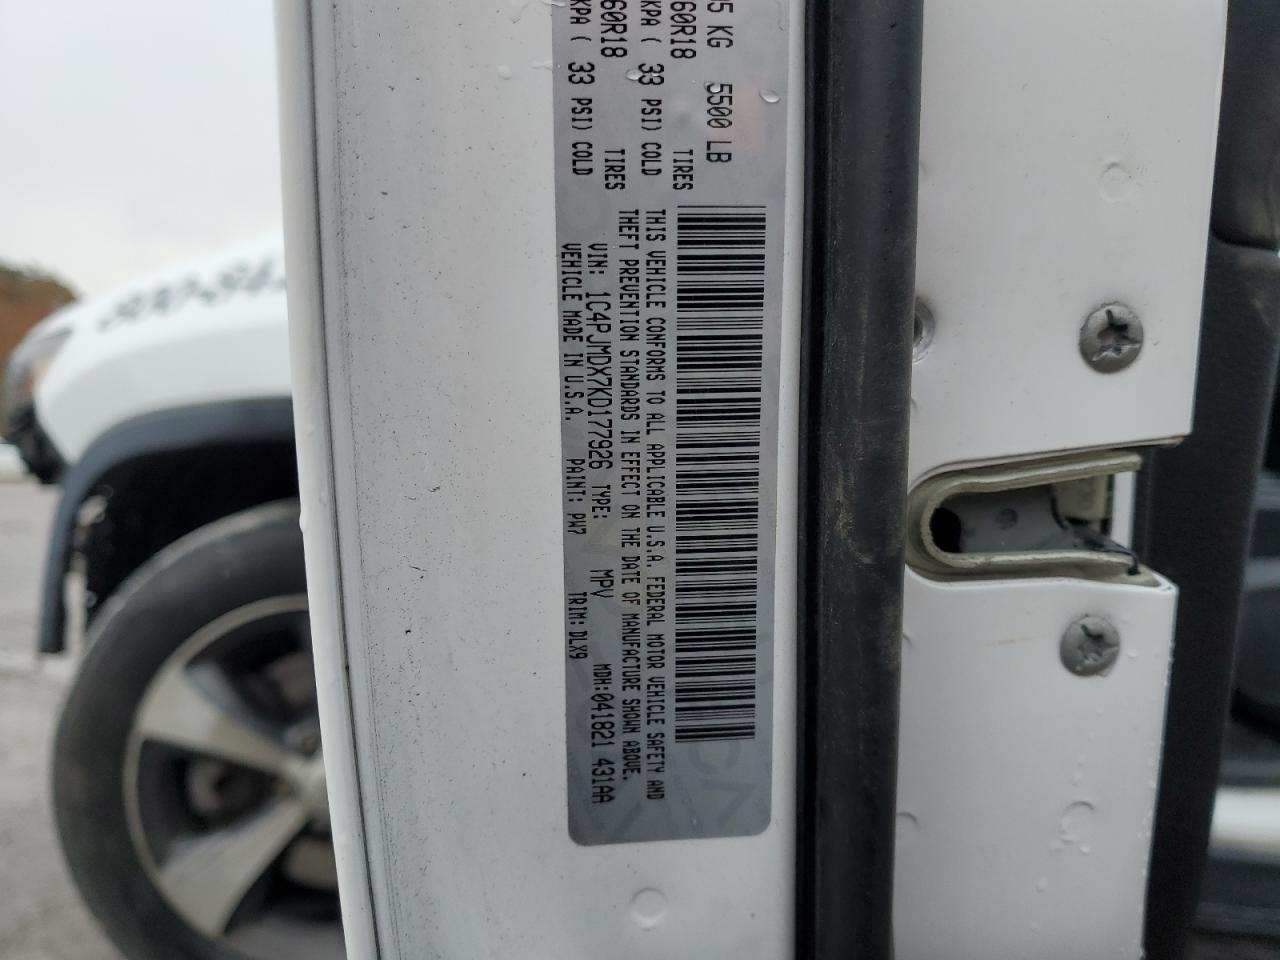 5 KG 5500 LB
60R18 TIRES
KPA ( 33 PSI) COLD
60R18 TIRES
KPA ( 33 PSI) COLD
THIS VEHICLE CONFORMS TO ALL APPLICABLE U.S.A. FEDERAL MOTOR VEHICLE SAFETY AND
THEFT PREVENTION STANDARDS IN EFFECT ON THE DATE OF MANUFACTURE SHOWN ABOVE.
VIN: 1C4PJMDX7KD177926 TYPE: MPV MDH:041821 431AA
VEHICLE MADE IN U.S.A. PAINT: PW7 TRIM: DLX9